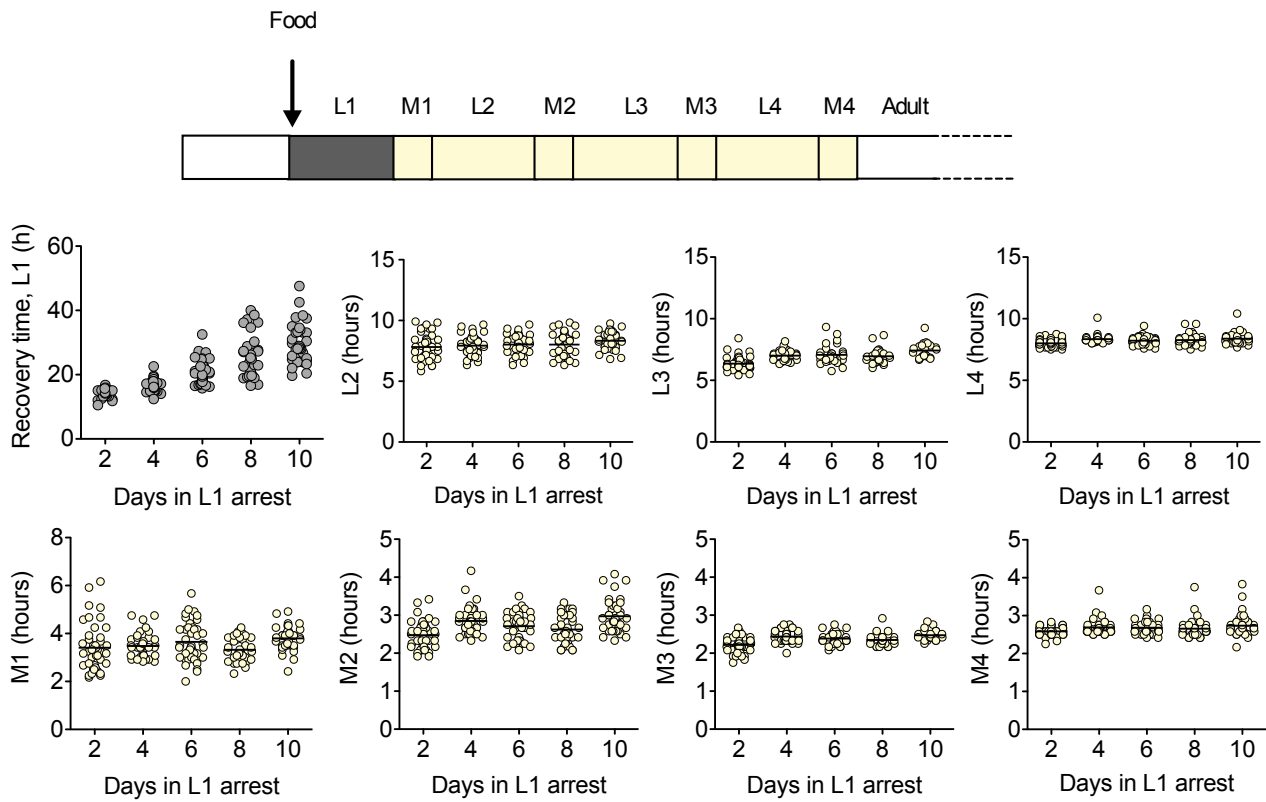 Food
L1 M1 L2 M2 L3 M3 L4 M4 Adult
Recovery time, L1 (h)
60
40
20
0
2 4 6 8 10
Days in L1 arrest
L2 (hours)
15
10
5
0
2 4 6 8 10
Days in L1 arrest
L3 (hours)
15
10
5
0
2 4 6 8 10
Days in L1 arrest
L4 (hours)
15
10
5
0
2 4 6 8 10
Days in L1 arrest
M1 (hours)
8
6
4
2
0
2 4 6 8 10
Days in L1 arrest
M2 (hours)
5
4
3
2
1
0
2 4 6 8 10
Days in L1 arrest
M3 (hours)
5
4
3
2
1
0
2 4 6 8 10
Days in L1 arrest
M4 (hours)
5
4
3
2
1
0
2 4 6 8 10
Days in L1 arrest